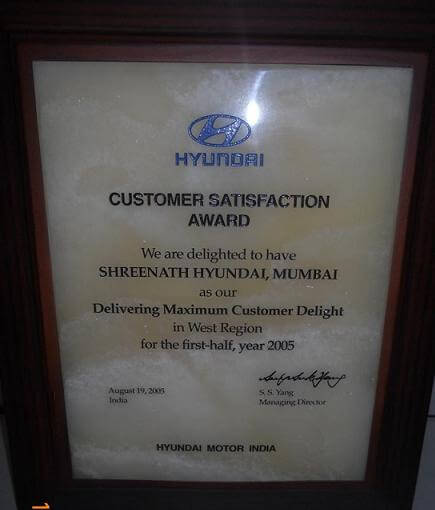 HYUNDAI
CUSTOMER SATISFACTION
AWARD
We are delighted to have
SHREENATH HYUNDAI, MUMBAI
as our
Delivering Maximum Customer Delight
in West Region
for the first-half, year 2005
August 19, 2005
India
S. S. Yang
Managing Director
HYUNDAI MOTOR INDIA